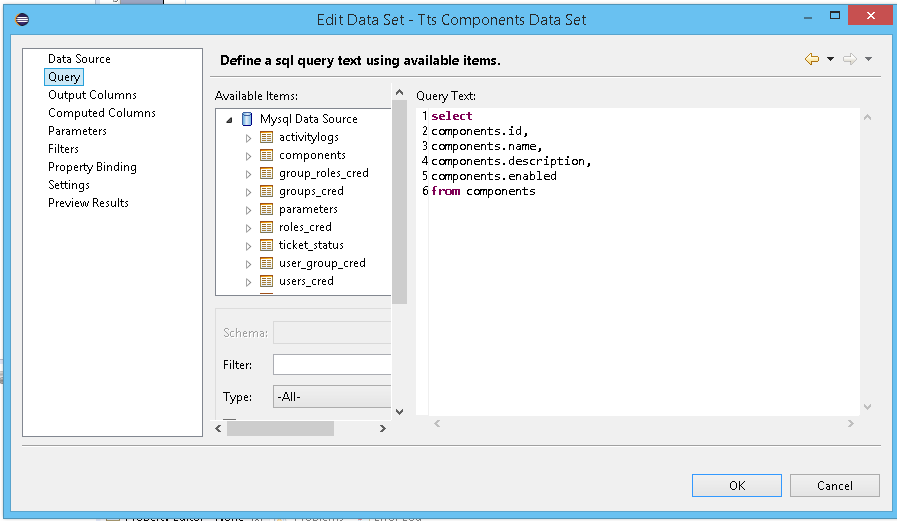 Edit Data Set - Tts Components Data Set
Data Source
Query
Output Columns
Computed Columns
Parameters
Filters
Property Binding
Settings
Preview Results
Define a sql query text using available items.
Available Items:
Mysql Data Source
activitylogs
components
group_roles_cred
groups_cred
parameters
roles_cred
ticket_status
user_group_cred
users_cred
Schema:
Filter:
Type:
-All-
Query Text:
1 select
2 components.id,
3 components.name,
4 components.description,
5 components.enabled
6 from components
OK
Cancel